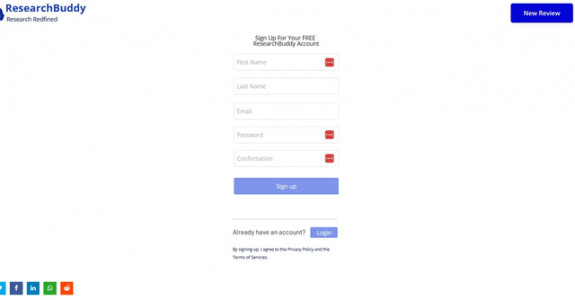 ResearchBuddy
Research Redfined
New Review
Sign Up For Your FREE
ResearchBuddy Account
First Name
Last Name
Email
Password
Confirmation
Sign up
Already have an account? Login
By signing up, I agree to the Privacy Policy and the
Terms of Services.